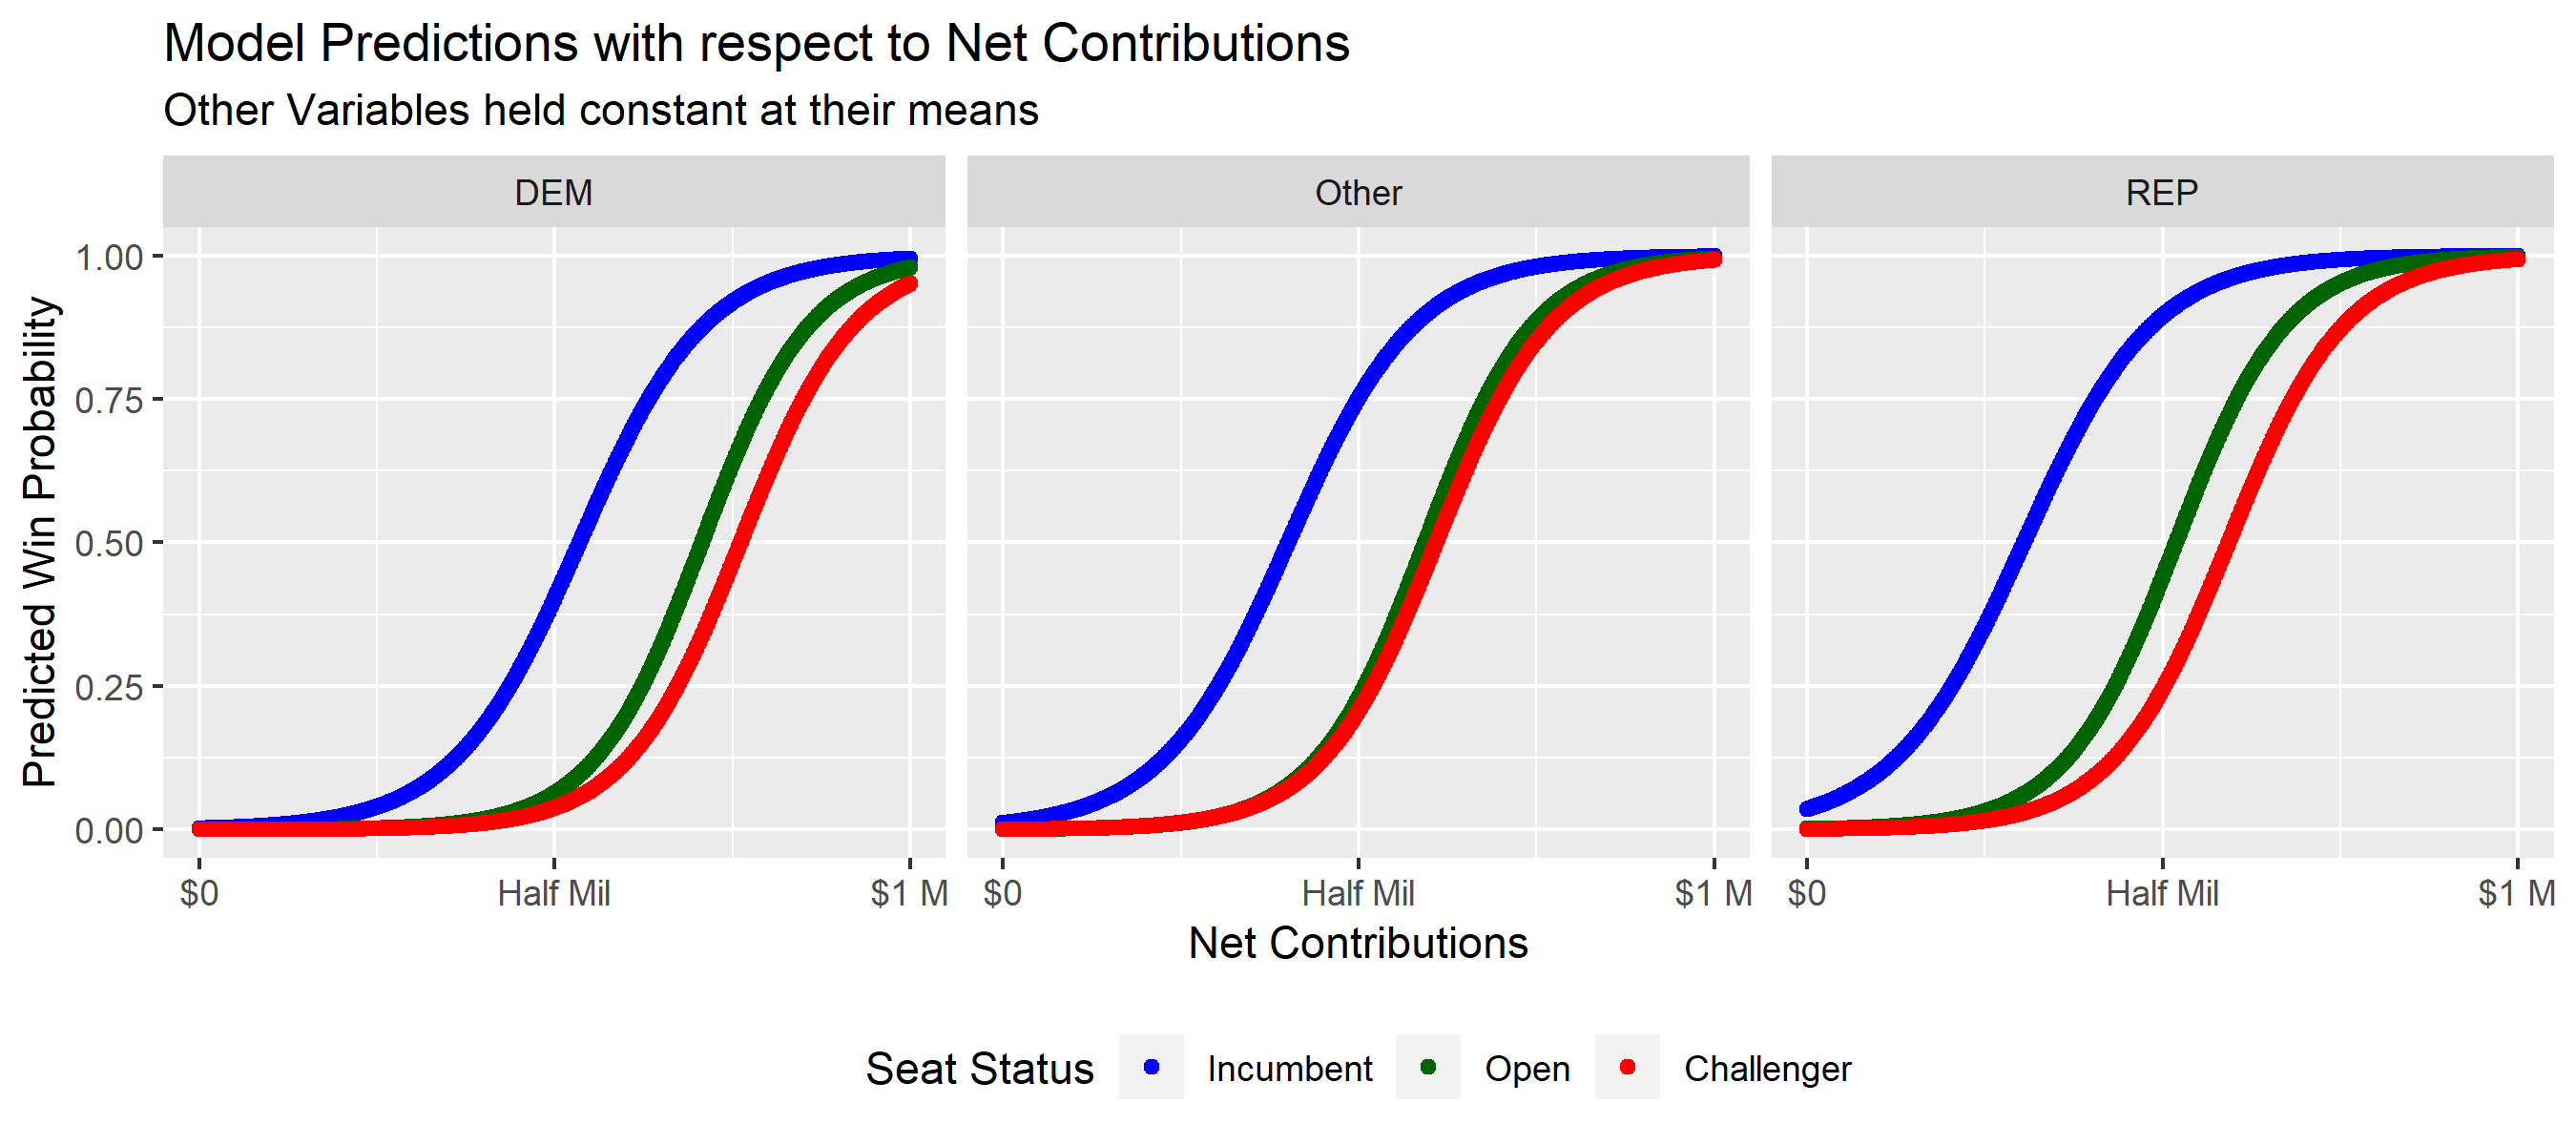 Model Predictions with respect to Net Contributions
Other Variables held constant at their means
DEM Other REP
Predicted Win Probability
1.00
0.75
0.50
0.25
0.00
$0 Half Mil $1 M $0 Half Mil $1 M $0 Half Mil $1 M
Net Contributions
Seat Status Incumbent Open Challenger